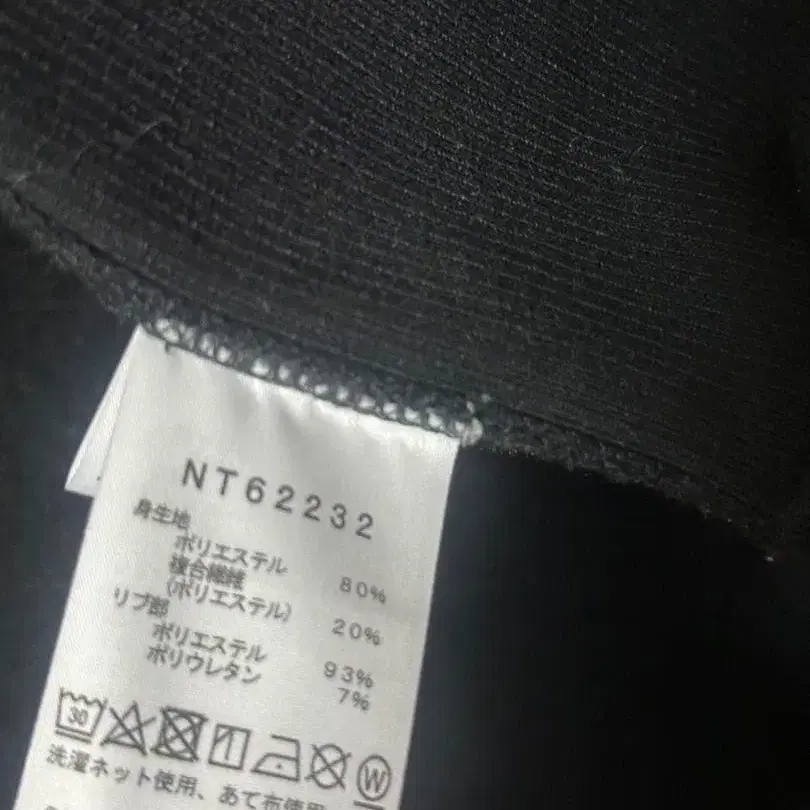 NT62232
身生地
ポリエステル 80%
複合繊維
(ポリエステル) 20%
リブ部
ポリエステル 93%
ポリウレタン 7%
30
W
洗濯ネット使用、あて布使用